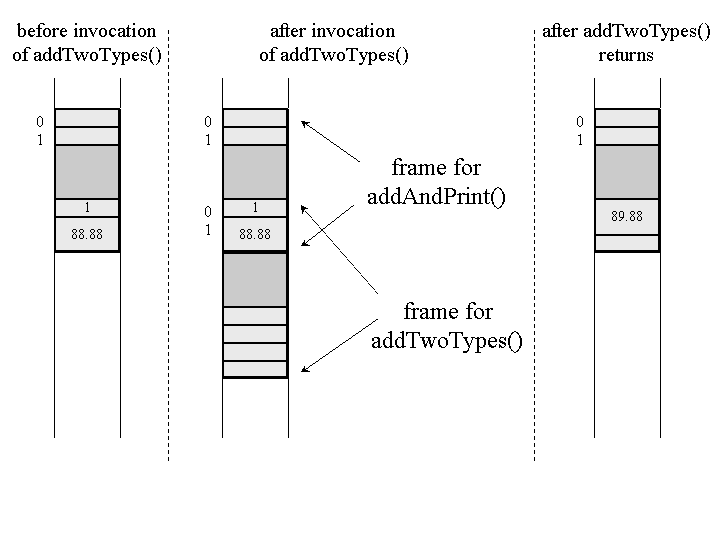 before invocation
of addTwoTypes()
after invocation
of addTwoTypes()
after addTwoTypes()
returns
0
1
1
88.88
0
1
0
1
1
88.88
frame for
addAndPrint()
frame for
addTwoTypes()
0
1
89.88